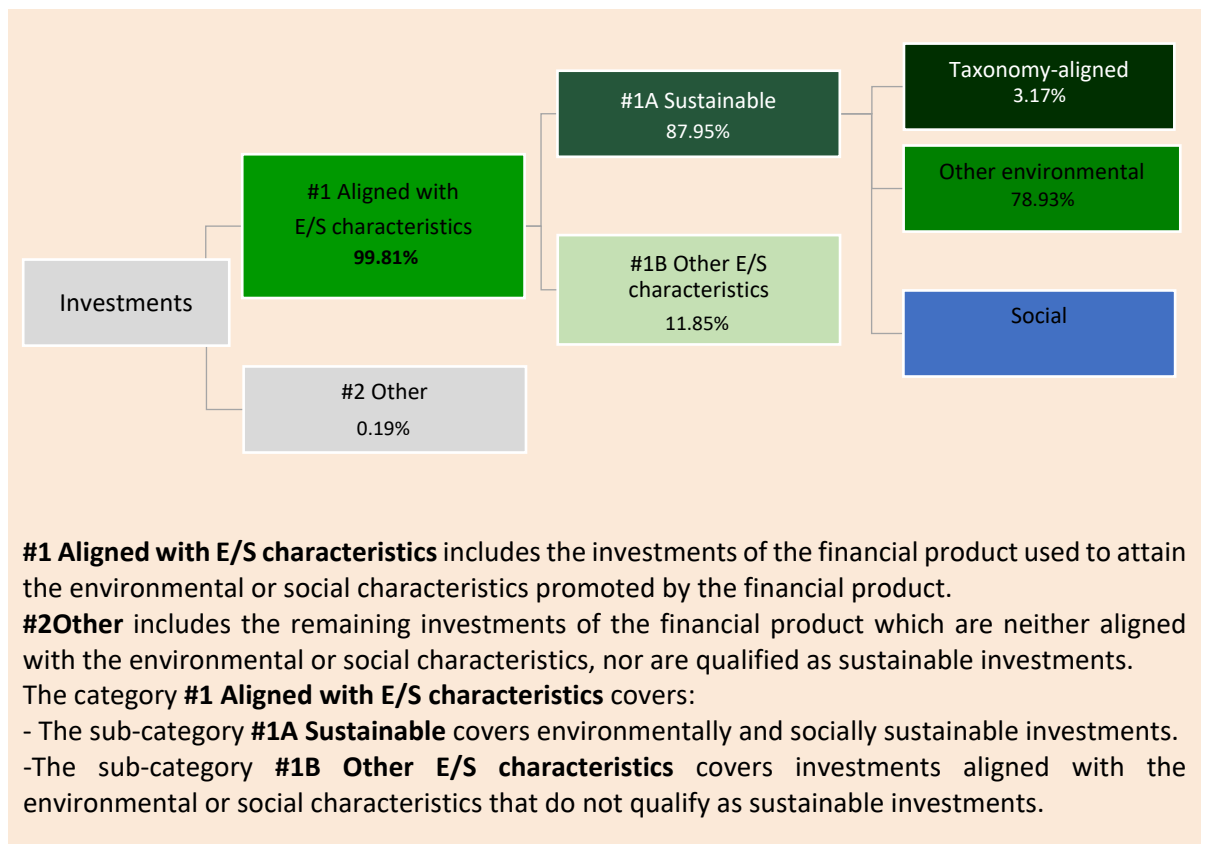 Investments
#1 Aligned with
E/S characteristics
99.81%
#2 Other
0.19%
#1A Sustainable
87.95%
#1B Other E/S
characteristics
11.85%
Taxonomy-aligned
3.17%
Other environmental
78.93%
Social
#1 Aligned with E/S characteristics includes the investments of the financial product used to attain
the environmental or social characteristics promoted by the financial product.
#2Other includes the remaining investments of the financial product which are neither aligned
with the environmental or social characteristics, nor are qualified as sustainable investments.
The category #1 Aligned with E/S characteristics covers:
- The sub-category #1A Sustainable covers environmentally and socially sustainable investments.
-The sub-category #1B Other E/S characteristics covers investments aligned with the
environmental or social characteristics that do not qualify as sustainable investments.